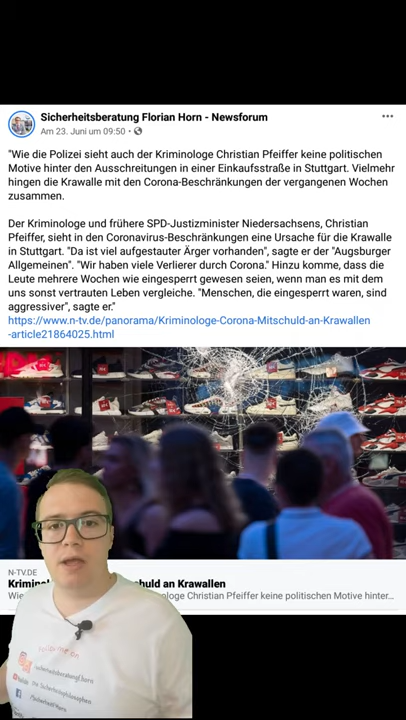 Sicherheitsberatung Florian Horn - Newsforum
Am 23. Juni um 09:50 •
"Wie die Polizei sieht auch der Kriminologe Christian Pfeiffer keine politischen
Motive hinter den Ausschreitungen in einer Einkaufsstraße in Stuttgart. Vielmehr
hingen die Krawalle mit den Corona-Beschränkungen der vergangenen Wochen
zusammen.
Der Kriminologe und frühere SPD-Justizminister Niedersachsens, Christian
Pfeiffer, sieht in den Coronavirus-Beschränkungen eine Ursache für die Krawalle
in Stuttgart. "Da ist viel aufgestauter Ärger vorhanden", sagte er der "Augsburger
Allgemeinen". "Wir haben viele Verlierer durch Corona." Hinzu komme, dass die
Leute mehrere Wochen wie eingesperrt gewesen seien, wenn man es mit dem
uns sonst vertrauten Leben vergleiche. "Menschen, die eingesperrt waren, sind
aggressiver", sagte er."
https://www.n-tv.de/panorama/Kriminologe-Corona-Mitschuld-an-Krawallen
-article21864025.html
N-TV.DE
schuld an Krawallen
Christian Pfeiffer keine politischen Motive hinter...